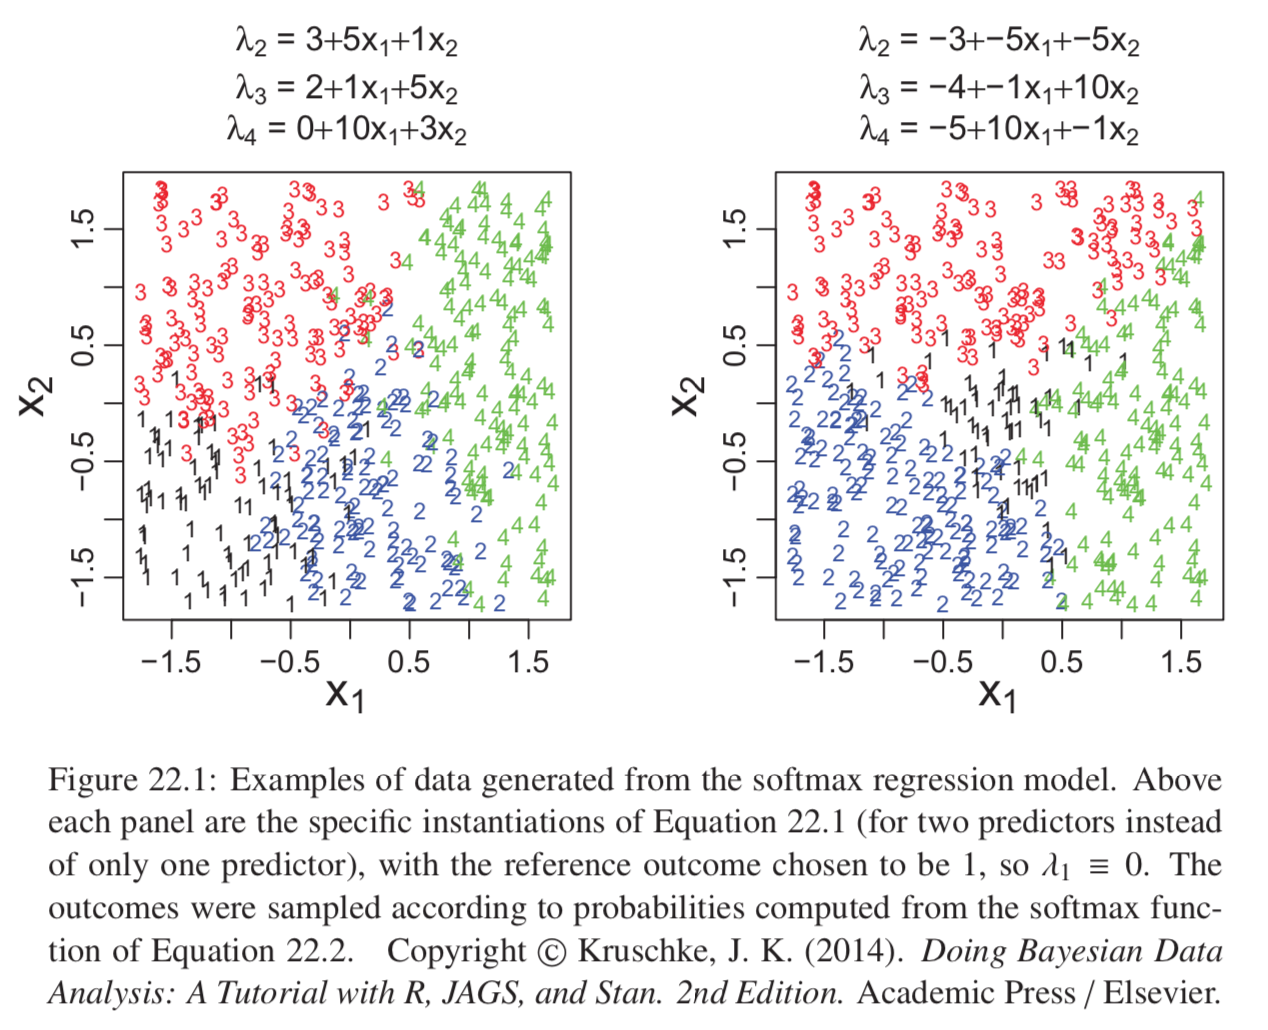 λ2 = 3+5x1+1x2
λ3 = 2+1x1+5x2
λ4 = 0+10x1+3x2
x2
1.5
0.5
−0.5
−1.5
−1.5 −0.5 0.5 1.5
x1
λ2 = −3+−5x1+−5x2
λ3 = −4+−1x1+10x2
λ4 = −5+10x1+−1x2
x2
1.5
0.5
−0.5
−1.5
−1.5 −0.5 0.5 1.5
x1
Figure 22.1: Examples of data generated from the softmax regression model. Above
each panel are the specific instantiations of Equation 22.1 (for two predictors instead
of only one predictor), with the reference outcome chosen to be 1, so λ1 ≡ 0. The
outcomes were sampled according to probabilities computed from the softmax func-
tion of Equation 22.2. Copyright © Kruschke, J. K. (2014). Doing Bayesian Data
Analysis: A Tutorial with R, JAGS, and Stan. 2nd Edition. Academic Press / Elsevier.